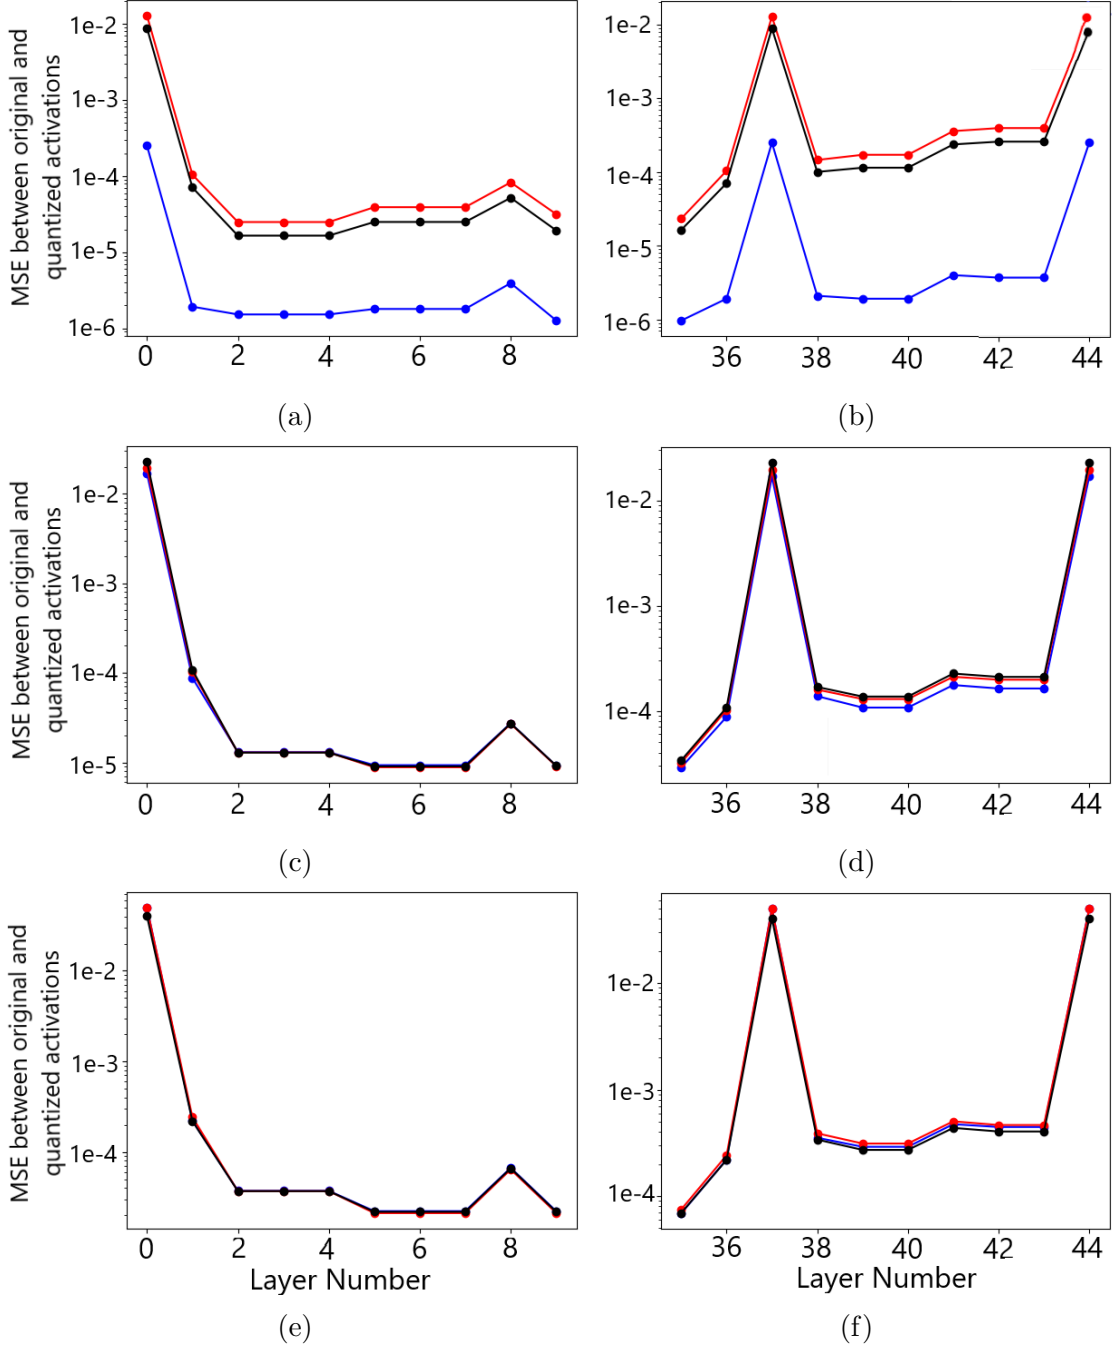 MSE between original and
quantized activations
1e-2
1e-3
1e-4
1e-5
1e-6
0 2 4 6 8
(a)
1e-2
1e-3
1e-4
1e-5
1e-6
36 38 40 42 44
(b)
MSE between original and
quantized activations
1e-2
1e-3
1e-4
1e-5
0 2 4 6 8
(c)
1e-2
1e-3
1e-4
36 38 40 42 44
(d)
MSE between original and
quantized activations
1e-2
1e-3
1e-4
0 2 4 6 8
Layer Number
(e)
1e-2
1e-3
1e-4
36 38 40 42 44
Layer Number
(f)